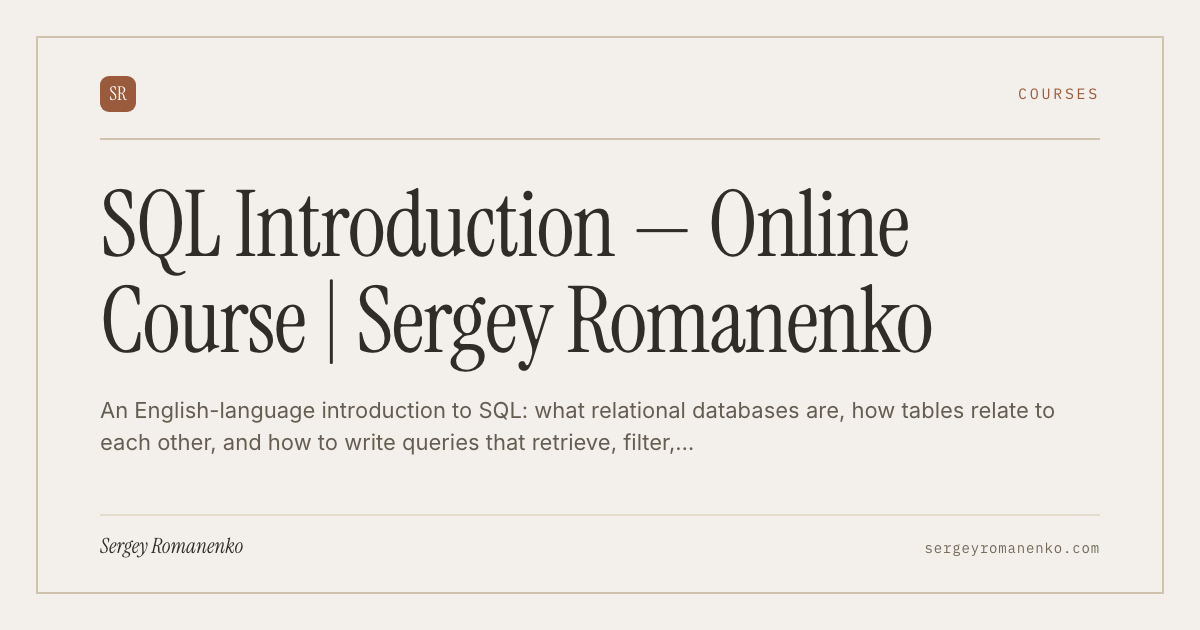 SR
COURSES
SQL Introduction — Online
Course | Sergey Romanenko
An English-language introduction to SQL: what relational databases are, how tables relate to
each other, and how to write queries that retrieve, filter,...
Sergey Romanenko
sergeyromanenko.com